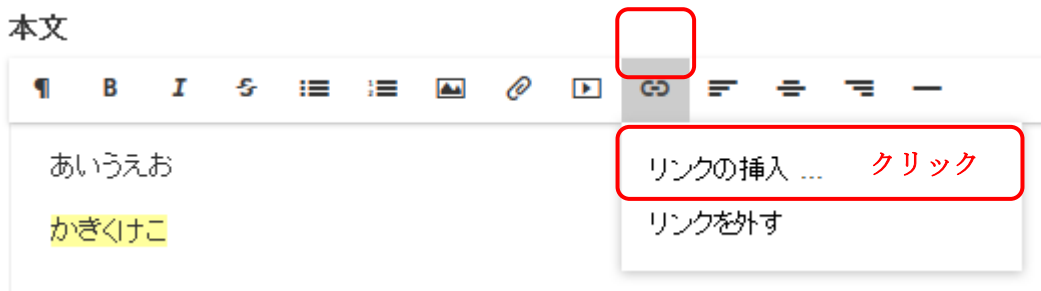 本文
¶ B I S
あいうえお
リンクの挿入 ... クリック
かきくけこ
リンクを外す